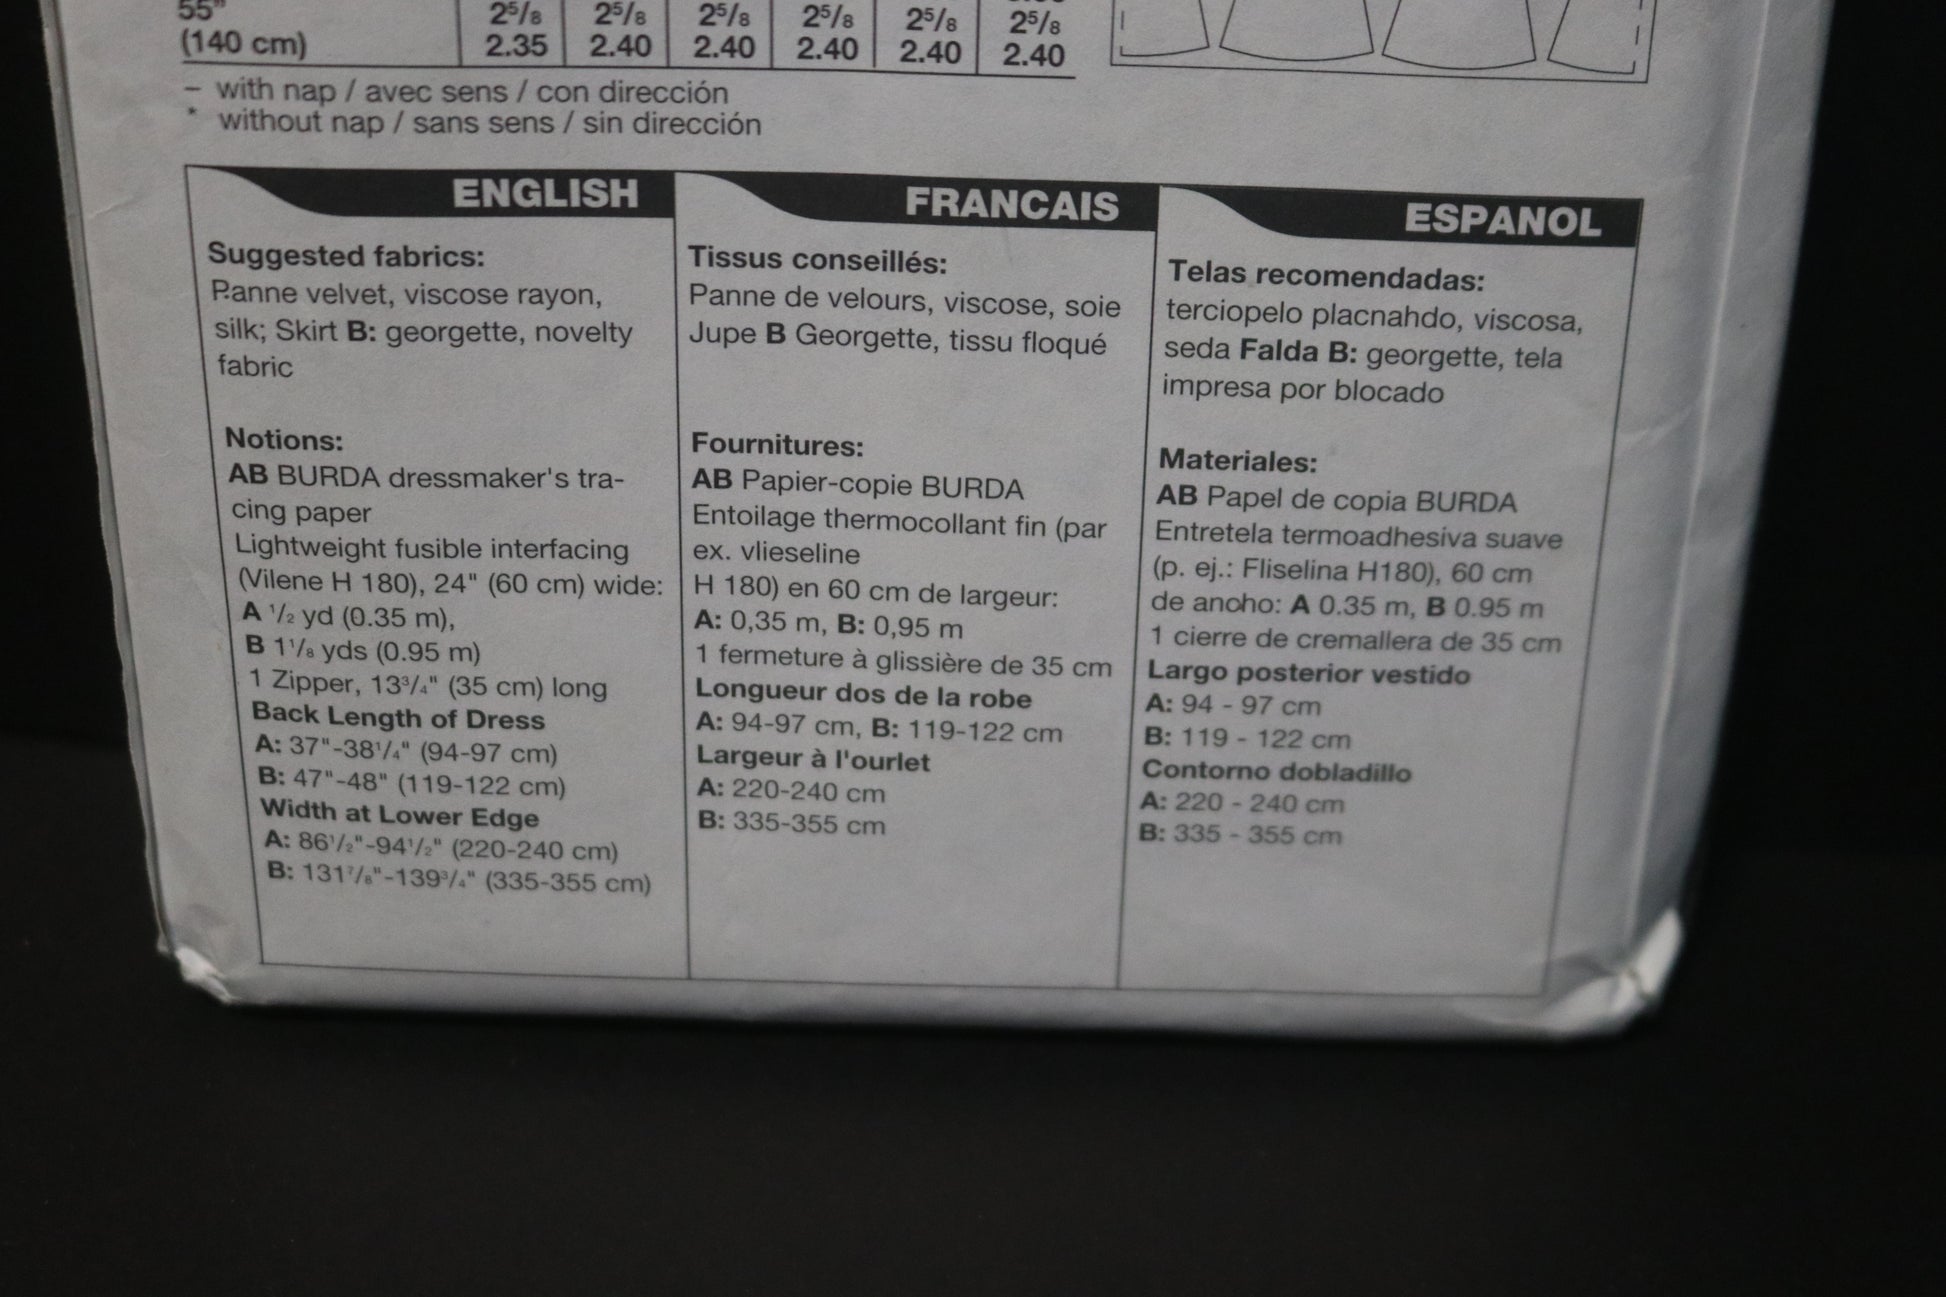 55"
2⁵/₈ 2⁵/₈ 2⁵/₈ 2⁵/₈ 2⁵/₈ 2⁵/₈
(140 cm) 2.35 2.40 2.40 2.40 2.40 2.40
– with nap / avec sens / con dirección
* without nap / sans sens / sin dirección
ENGLISH
Suggested fabrics:
Panne velvet, viscose rayon,
silk; Skirt B: georgette, novelty
fabric
Notions:
AB BURDA dressmaker's tra-
cing paper
Lightweight fusible interfacing
(Vilene H 180), 24" (60 cm) wide:
A ¹/₂ yd (0.35 m),
B 1¹/₈ yds (0.95 m)
1 Zipper, 13³/₄" (35 cm) long
Back Length of Dress
A: 37"-38¹/₄" (94-97 cm)
B: 47"-48" (119-122 cm)
Width at Lower Edge
A: 86¹/₂"-94¹/₂" (220-240 cm)
B: 131⁷/₈"-139³/₄" (335-355 cm)
FRANCAIS
Tissus conseillés:
Panne de velours, viscose, soie
Jupe B Georgette, tissu floqué
Fournitures:
AB Papier-copie BURDA
Entoilage thermocollant fin (par
ex. vlieseline
H 180) en 60 cm de largeur:
A: 0,35 m, B: 0,95 m
1 fermeture à glissière de 35 cm
Longueur dos de la robe
A: 94-97 cm, B: 119-122 cm
Largeur à l'ourlet
A: 220-240 cm
B: 335-355 cm
ESPANOL
Telas recomendadas:
terciopelo placnahdo, viscosa,
seda Falda B: georgette, tela
impresa por blocado
Materiales:
AB Papel de copia BURDA
Entretela termoadhesiva suave
(p. ej.: Fliselina H180), 60 cm
de anoho: A 0.35 m, B 0.95 m
1 cierre de cremallera de 35 cm
Largo posterior vestido
A: 94 - 97 cm
B: 119 - 122 cm
Contorno dobladillo
A: 220 - 240 cm
B: 335 - 355 cm